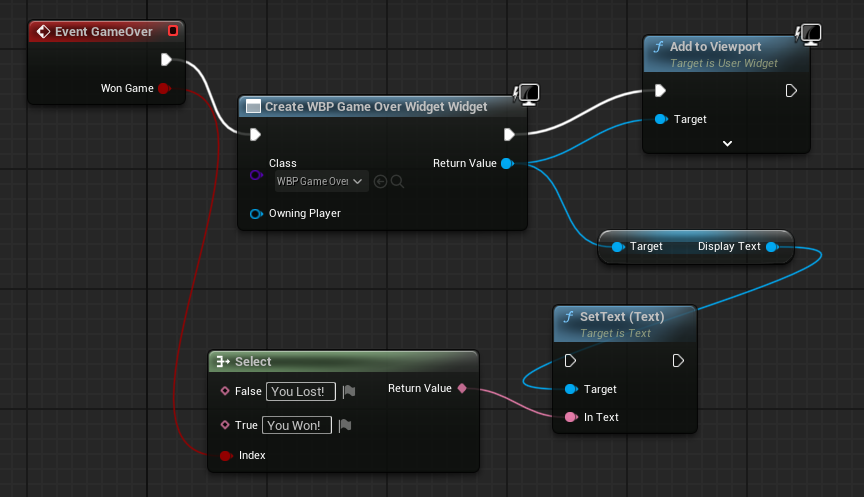 Event GameOver
Won Game
Create WBP Game Over Widget Widget
Class
WBP Game Over
Return Value
Owning Player
Add to Viewport
Target is User Widget
Target
Target
Display Text
SetText (Text)
Target is Text
Target
In Text
Select
False
You Lost!
Return Value
True
You Won!
Index